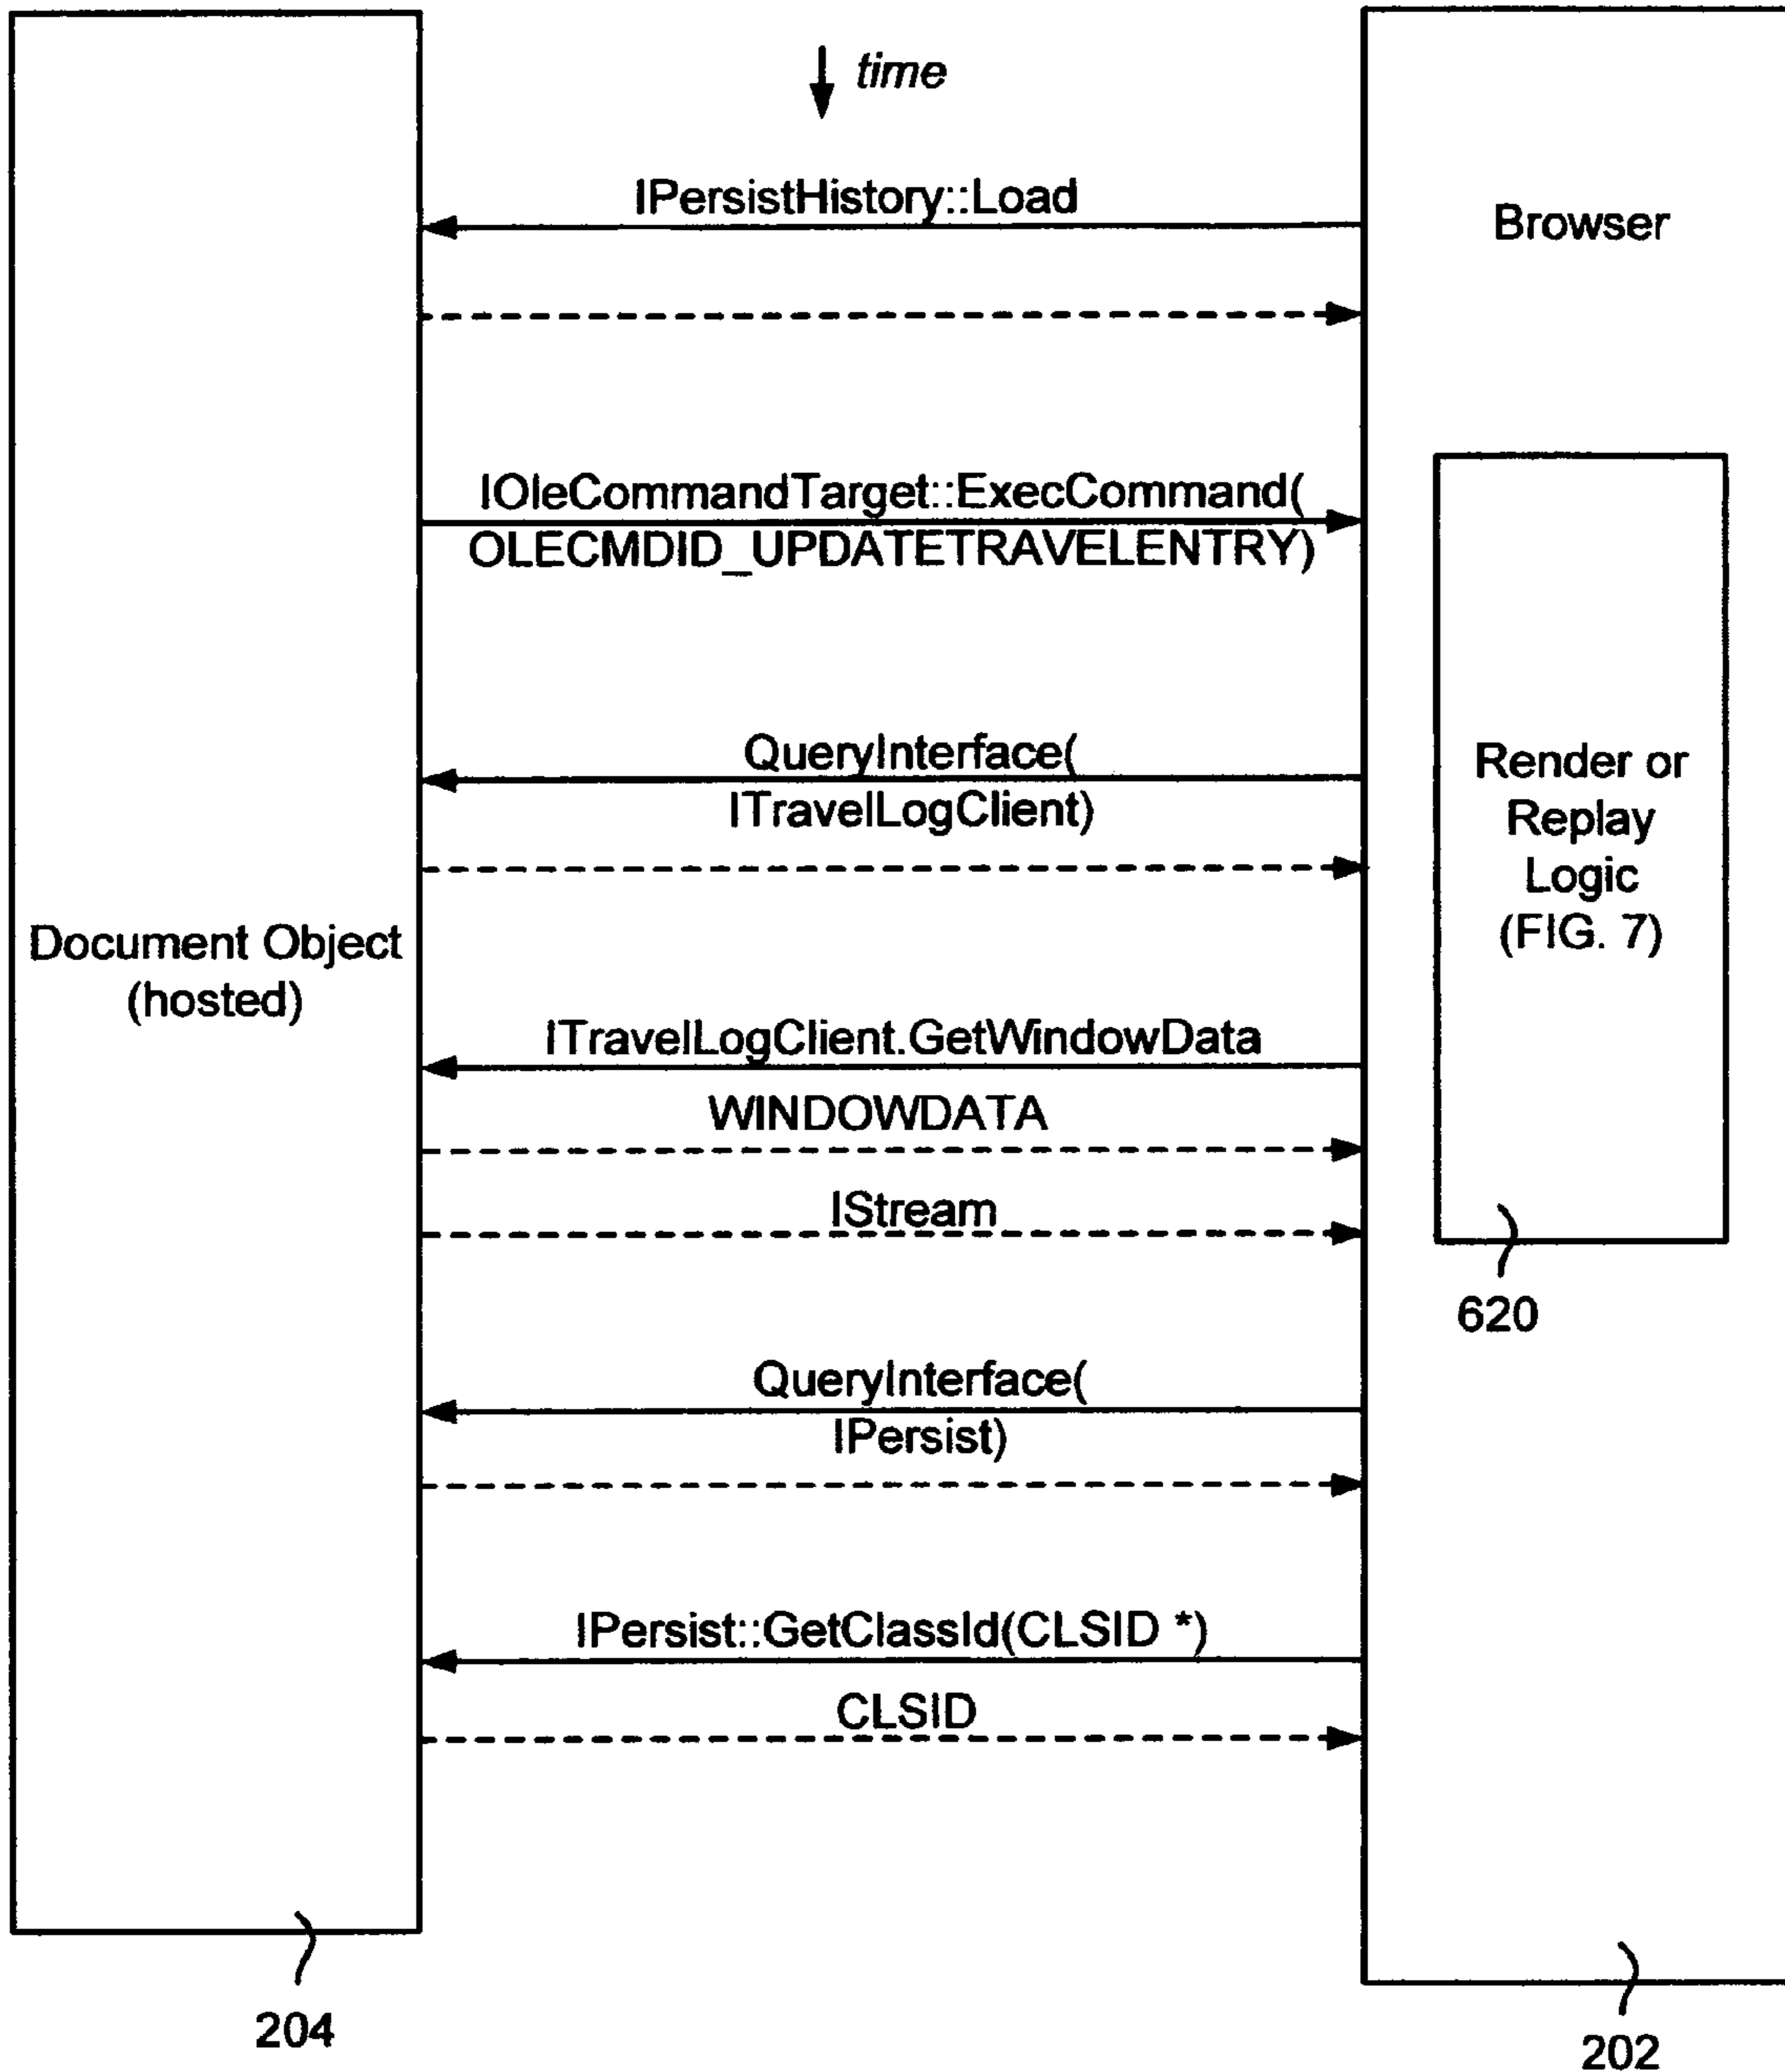 time
IPersistHistory::Load
Browser
IOleCommandTarget::ExecCommand(
OLECMDID_UPDATETRAVELENTRY)
QueryInterface(
ITravelLogClient)
Render or
Replay
Logic
(FIG. 7)
Document Object
(hosted)
ITravelLogClient.GetWindowData
WINDOWDATA
IStream
620
QueryInterface(
IPersist)
IPersist::GetClassId(CLSID *)
CLSID
204
202